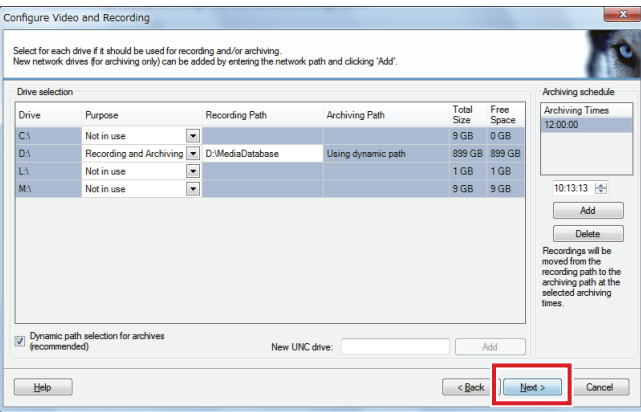 Configure Video and Recording
Select for each drive if it should be used for recording and/or archiving.
New network drives (for archiving only) can be added by entering the network path and clicking 'Add'.
Drive selection
Drive Purpose Recording Path Archiving Path Total Size Free Space
C:\ Not in use 9 GB 0 GB
D:\ Recording and Archiving D:\MediaDatabase Using dynamic path 899 GB 899 GB
L:\ Not in use 1 GB 1 GB
M:\ Not in use 9 GB 9 GB
Dynamic path selection for archives
(recommended)
New UNC drive: Add
Archiving schedule
Archiving Times
12:00:00
10:13:13
Add
Delete
Recordings will be
moved from the
recording path to the
archiving path at the
selected archiving
times.
Help < Back Next > Cancel